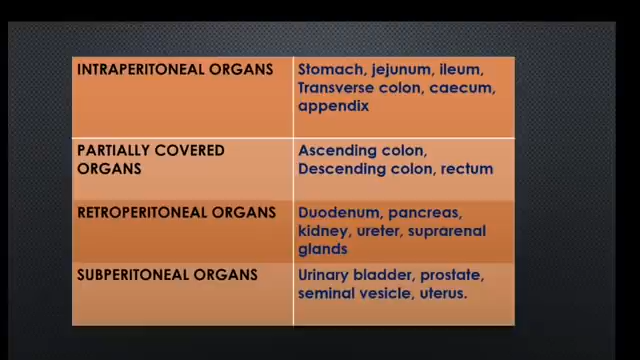 INTRAPERITONEAL ORGANS
Stomach, jejunum, ileum,
Transverse colon, caecum,
appendix
PARTIALLY COVERED
ORGANS
Ascending colon,
Descending colon, rectum
RETROPERITONEAL ORGANS
Duodenum, pancreas,
kidney, ureter, suprarenal
glands
SUBPERITONEAL ORGANS
Urinary bladder, prostate,
seminal vesicle, uterus.